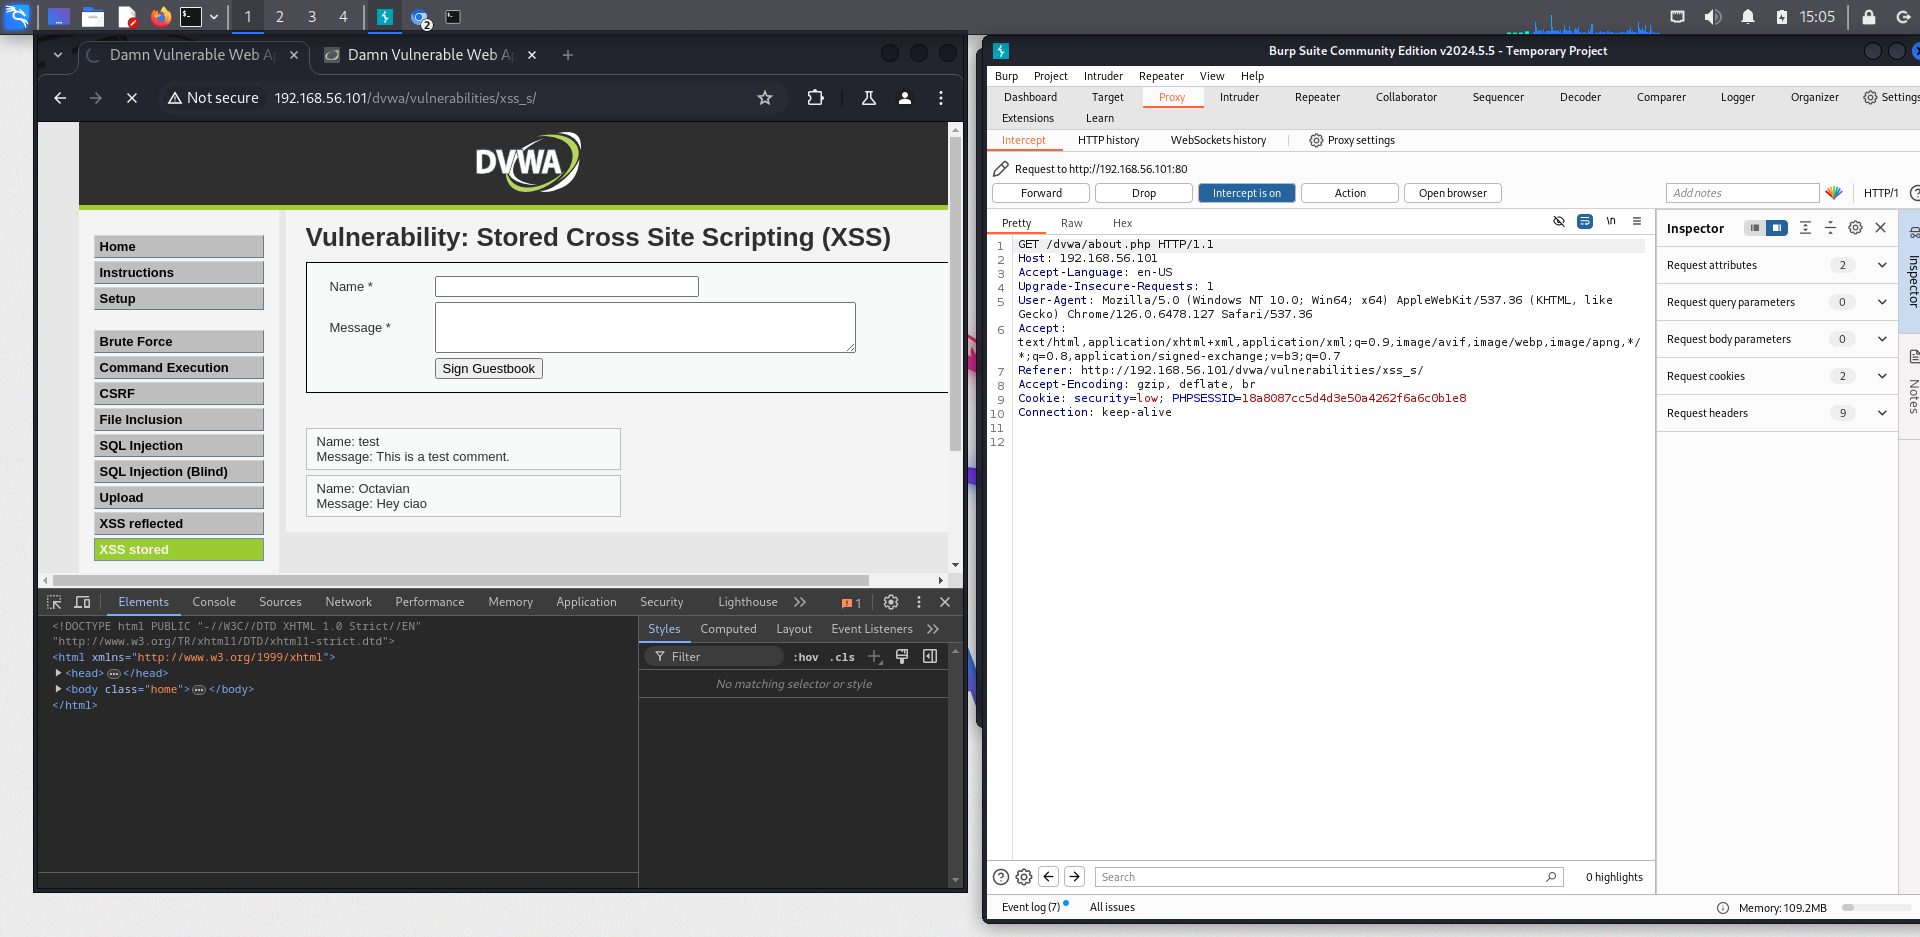 1
2
3
4
2
15:05
Damn Vulnerable Web Ap
Damn Vulnerable Web Ap
Not secure
192.168.56.101/dvwa/vulnerabilities/xss_s/
DVWA
Home
Instructions
Setup
Brute Force
Command Execution
CSRF
File Inclusion
SQL Injection
SQL Injection (Blind)
Upload
XSS reflected
XSS stored
Vulnerability: Stored Cross Site Scripting (XSS)
Name *
Message *
Sign Guestbook
Name: test
Message: This is a test comment.
Name: Octavian
Message: Hey ciao
Elements
Console
Sources
Network
Performance
Memory
Application
Security
Lighthouse
1
<!DOCTYPE html PUBLIC "-//W3C//DTD XHTML 1.0 Strict//EN"
"http://www.w3.org/TR/xhtml1/DTD/xhtml1-strict.dtd">
<html xmlns="http://www.w3.org/1999/xhtml">
<head>…</head>
<body class="home">…</body>
</html>
Styles
Computed
Layout
Event Listeners
Filter
:hov
.cls
No matching selector or style
Burp Suite Community Edition v2024.5.5 - Temporary Project
Burp
Project
Intruder
Repeater
View
Help
Dashboard
Target
Proxy
Intruder
Repeater
Collaborator
Sequencer
Decoder
Comparer
Logger
Organizer
Settings
Extensions
Learn
Intercept
HTTP history
WebSockets history
Proxy settings
Request to http://192.168.56.101:80
Forward
Drop
Intercept is on
Action
Open browser
Add notes
HTTP/1
Pretty
Raw
Hex
\n
1 GET /dvwa/about.php HTTP/1.1
2 Host: 192.168.56.101
3 Accept-Language: en-US
4 Upgrade-Insecure-Requests: 1
5 User-Agent: Mozilla/5.0 (Windows NT 10.0; Win64; x64) AppleWebKit/537.36 (KHTML, like
Gecko) Chrome/126.0.6478.127 Safari/537.36
6 Accept:
text/html,application/xhtml+xml,application/xml;q=0.9,image/avif,image/webp,image/apng,*/
*;q=0.8,application/signed-exchange;v=b3;q=0.7
7 Referer: http://192.168.56.101/dvwa/vulnerabilities/xss_s/
8 Accept-Encoding: gzip, deflate, br
9 Cookie: security=low; PHPSESSID=18a8087cc5d4d3e50a4262f6a6c0b1e8
10 Connection: keep-alive
11
12
Inspector
Request attributes 2
Request query parameters 0
Request body parameters 0
Request cookies 2
Request headers 9
Inspector
Notes
Search
0 highlights
Event log (7)
All issues
Memory: 109.2MB